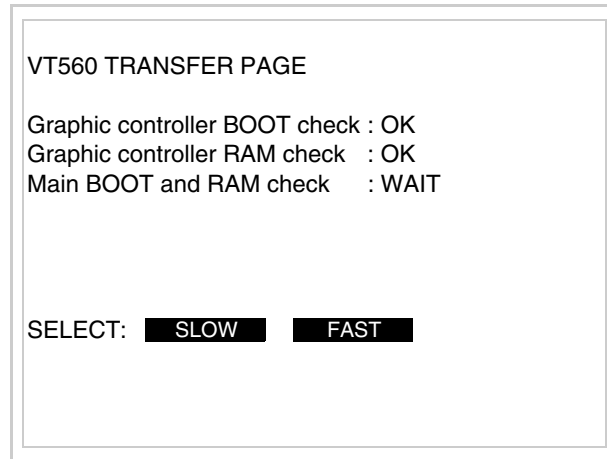 VT560 TRANSFER PAGE
Graphic controller BOOT check : OK
Graphic controller RAM check : OK
Main BOOT and RAM check : WAIT
SELECT: SLOW FAST